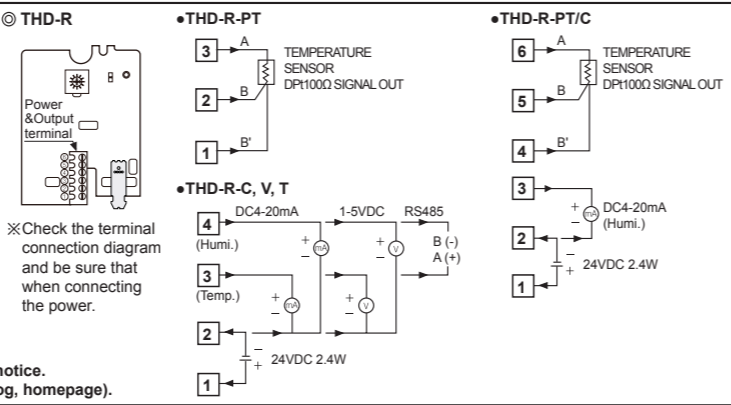 ◎ THD-R
Power
&Output
terminal
※Check the terminal
connection diagram
and be sure that
when connecting
the power.
notice.
og, homepage).
●THD-R-PT
3 A
TEMPERATURE
SENSOR
DPt100Ω SIGNAL OUT
2 B
1 B'
●THD-R-C, V, T
DC4-20mA 1-5VDC RS485
4
(Humi.)
+ mA − + V − B (-)
A (+)
3
(Temp.)
+ mA − + V −
2
−
+ 24VDC 2.4W
1
●THD-R-PT/C
6 A
TEMPERATURE
SENSOR
DPt100Ω SIGNAL OUT
5 B
4 B'
3
+ mA − DC4-20mA
(Humi.)
2
−
+ 24VDC 2.4W
1